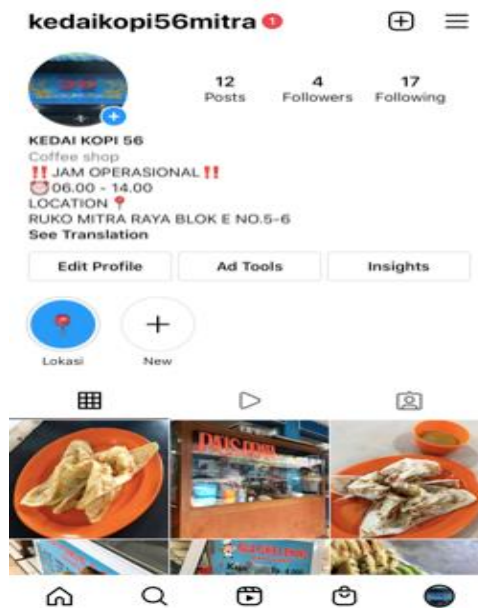 kedaikopi56mitra 1
12 4 17
Posts Followers Following
KEDAI KOPI 56
Coffee shop
‼️ JAM OPERASIONAL ‼️
⏰06.00 - 14.00
LOCATION 📍
RUKO MITRA RAYA BLOK E NO.5-6
See Translation
Edit Profile Ad Tools Insights
Lokasi New